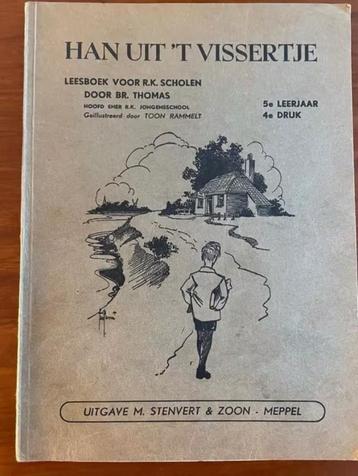 HAN UIT 'T VISSERTJE
LEESBOEK VOOR R.K. SCHOLEN
DOOR BR. THOMAS
HOOFD EENER R.K. JONGENSSCHOOL
Geïllustreerd door TOON RAMMELT
5e LEERJAAR
4e DRUK
UITGAVE M. STENVERT & ZOON - MEPPEL